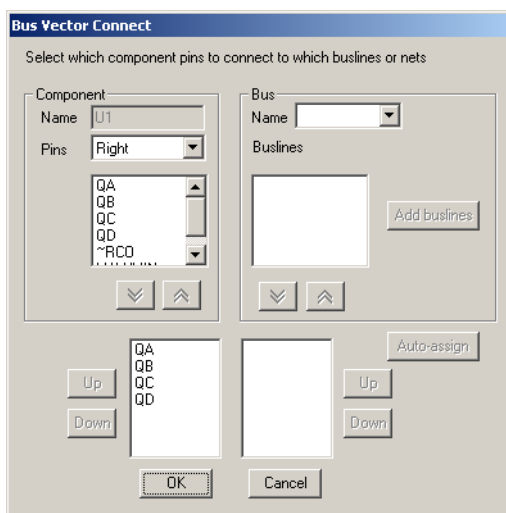 Bus Vector Connect
Select which component pins to connect to which buslines or nets
Component
Name U1
Pins Right
QA
QB
QC
QD
~RCO
Bus
Name
Buslines
Add buslines
Auto-assign
QA
QB
QC
QD
Up
Down
Up
Down
OK
Cancel